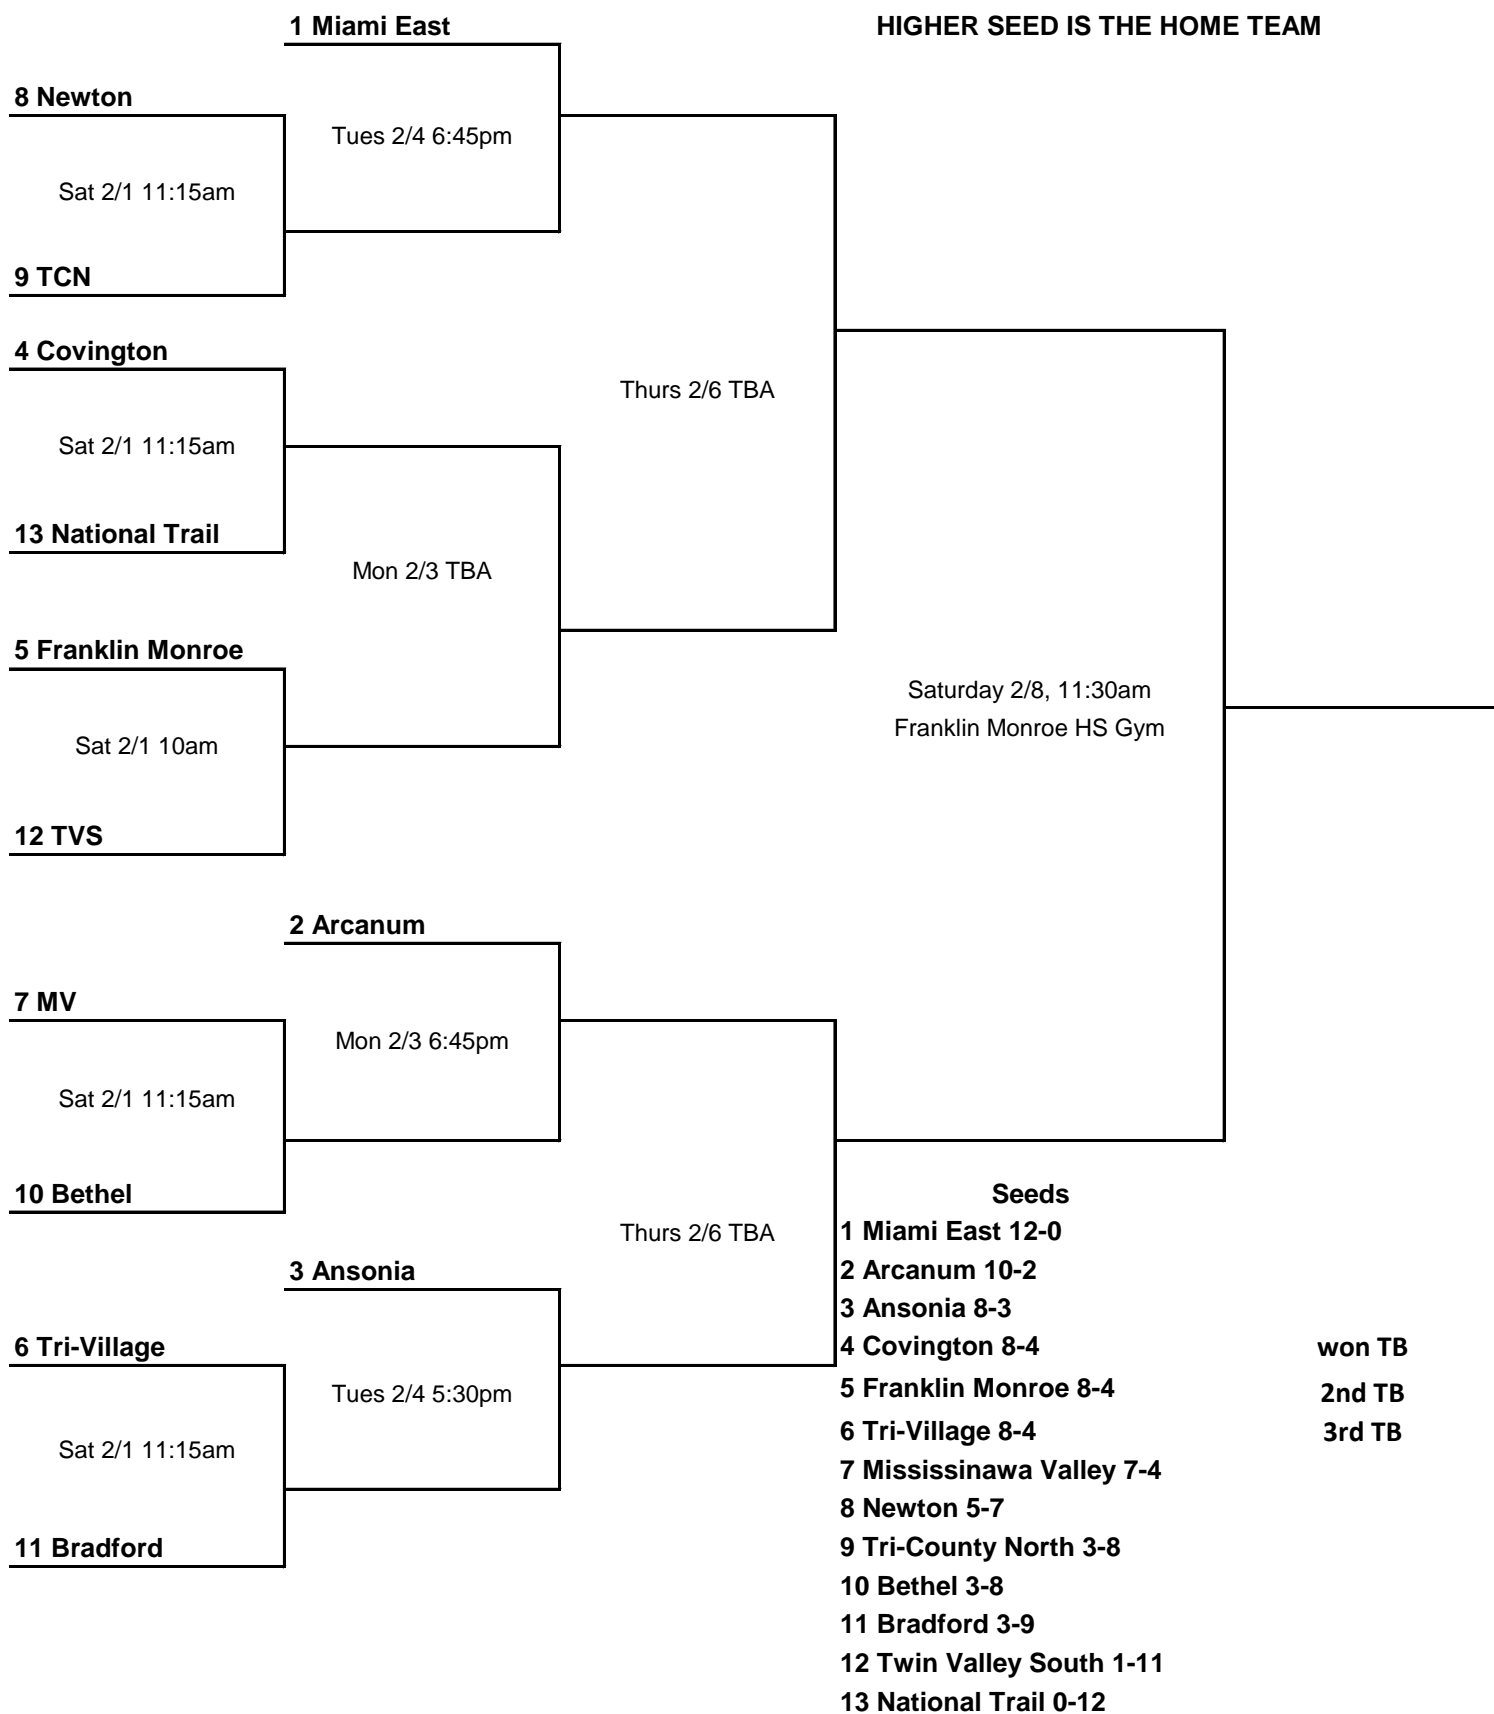 1 Miami East
HIGHER SEED IS THE HOME TEAM
8 Newton
Tues 2/4 6:45pm
Sat 2/1 11:15am
9 TCN
4 Covington
Thurs 2/6 TBA
Sat 2/1 11:15am
13 National Trail
Mon 2/3 TBA
5 Franklin Monroe
Saturday 2/8, 11:30am
Franklin Monroe HS Gym
Sat 2/1 10am
12 TVS
2 Arcanum
7 MV
Mon 2/3 6:45pm
Sat 2/1 11:15am
10 Bethel
Thurs 2/6 TBA
3 Ansonia
6 Tri-Village
Tues 2/4 5:30pm
Sat 2/1 11:15am
11 Bradford
Seeds
1 Miami East 12-0
2 Arcanum 10-2
3 Ansonia 8-3
4 Covington 8-4 won TB
5 Franklin Monroe 8-4 2nd TB
6 Tri-Village 8-4 3rd TB
7 Mississinawa Valley 7-4
8 Newton 5-7
9 Tri-County North 3-8
10 Bethel 3-8
11 Bradford 3-9
12 Twin Valley South 1-11
13 National Trail 0-12